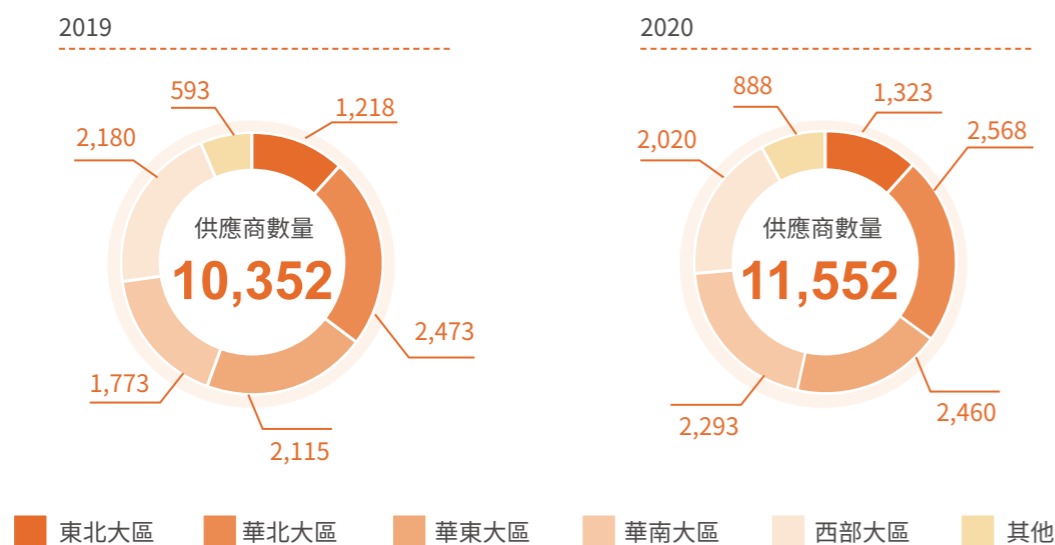 2019
593
1,218
2,180
供應商數量
10,352
2,473
1,773
2,115
2020
888
1,323
2,020
2,568
供應商數量
11,552
2,293
2,460
東北大區
華北大區
華東大區
華南大區
西部大區
其他